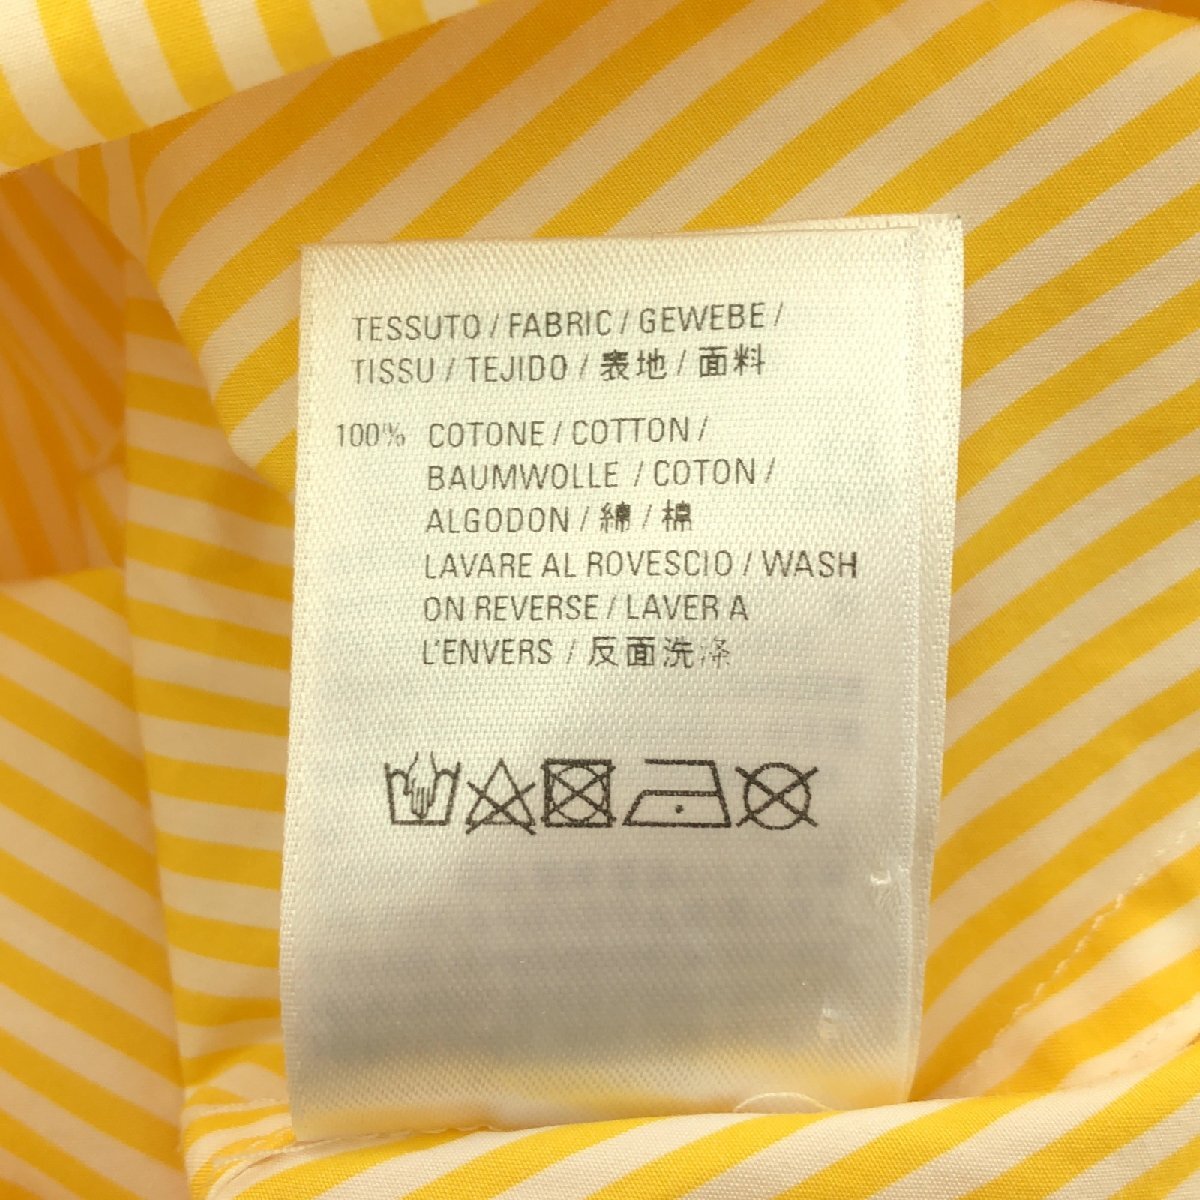 TESSUTO / FABRIC / GEWEBE /
TISSU / TEJIDO / 表地 / 面料
100% COTONE / COTTON /
BAUMWOLLE / COTON /
ALGODON / 綿 / 棉
LAVARE AL ROVESCIO / WASH
ON REVERSE / LAVER A
L'ENVERS / 反面洗涤